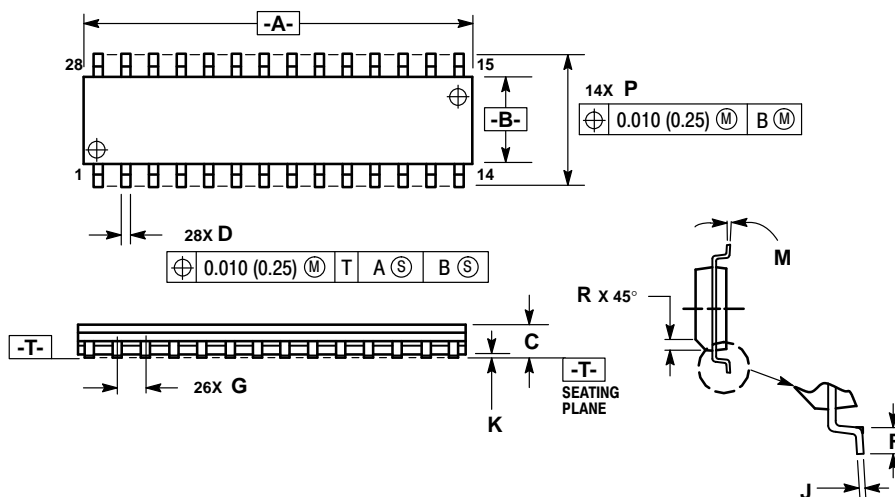 -A-
28
15
14X P
⌖ 0.010 (0.25) Ⓜ B Ⓜ
-B-
1
14
28X D
⌖ 0.010 (0.25) Ⓜ T A Ⓢ B Ⓢ
M
R X 45°
-T-
C
26X G
-T-
SEATING
PLANE
K
F
J